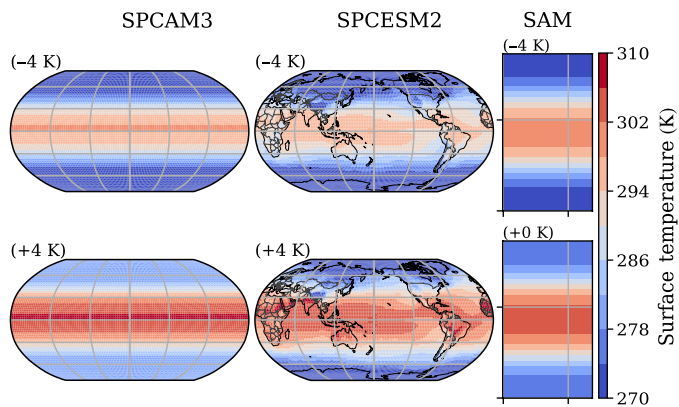 SPCAM3 SPCESM2 SAM
(–4 K) (–4 K) (–4 K)
(+4 K) (+4 K) (+0 K)
310
302
294
286
278
270
Surface temperature (K)